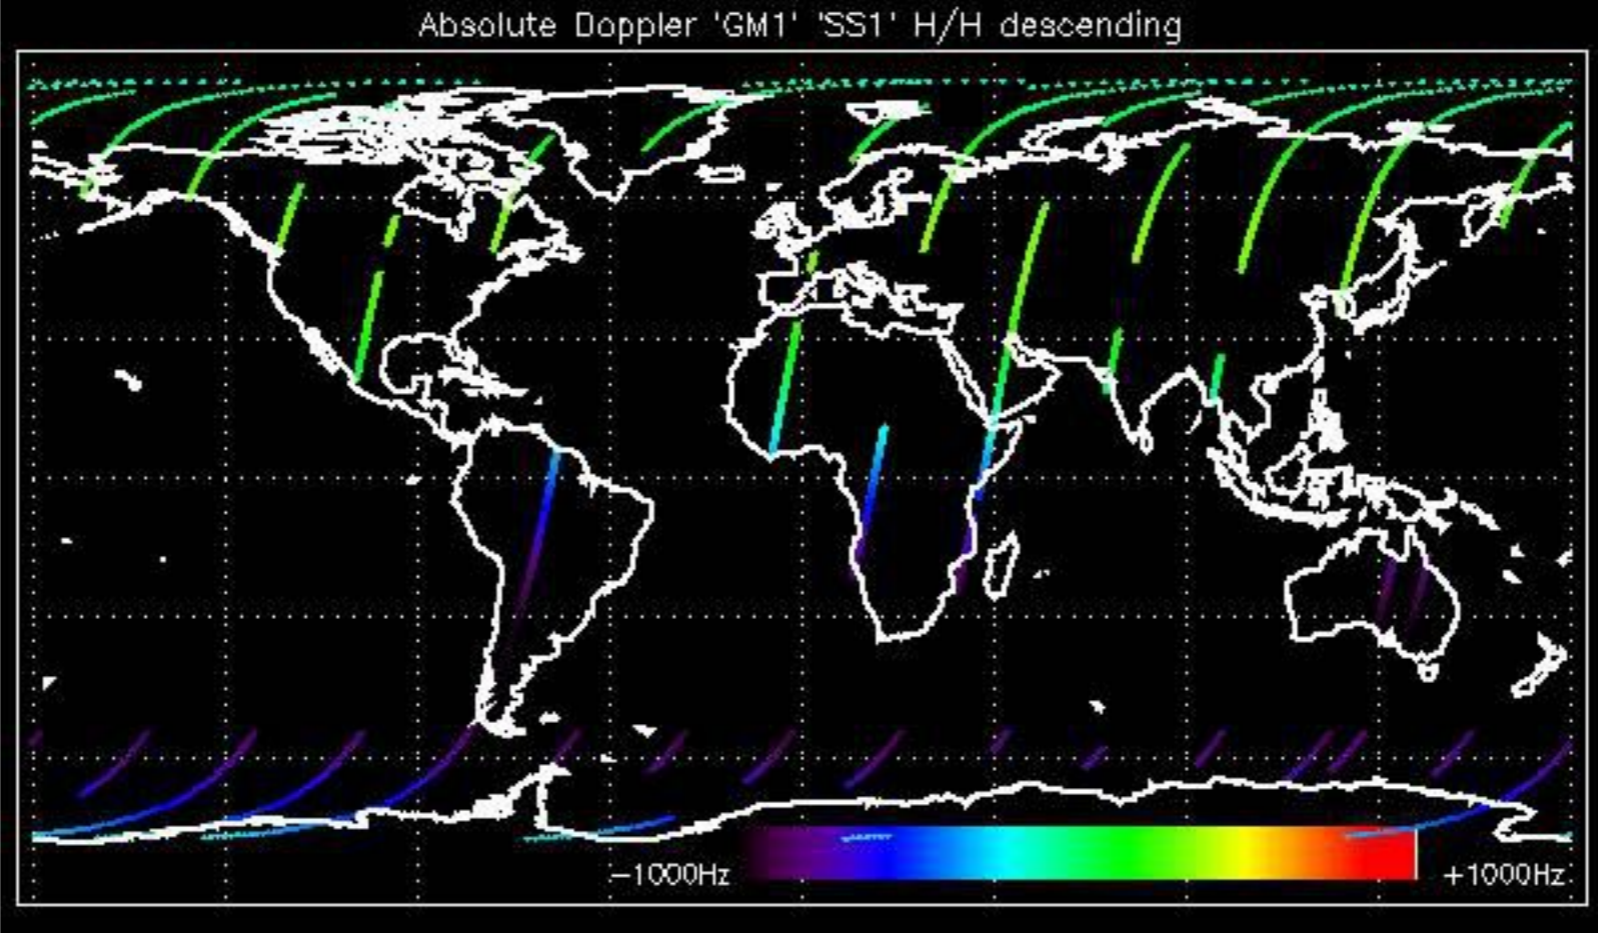 Absolute Doppler 'GM1' 'SS1' H/H descending
−1000Hz
+1000Hz